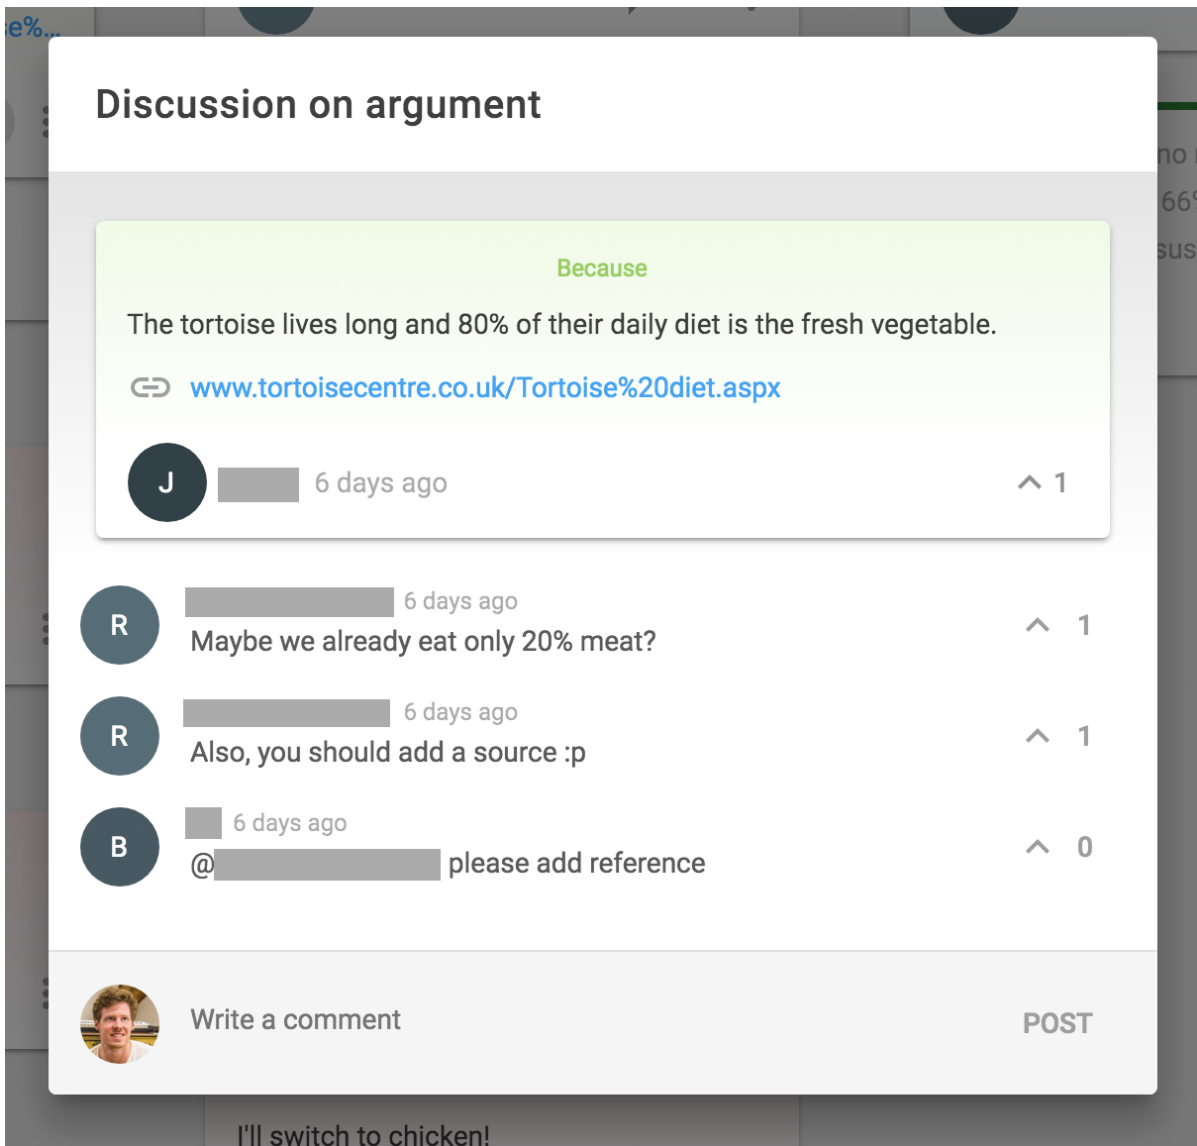 e%...
Discussion on argument
no
66%
sus
Because
The tortoise lives long and 80% of their daily diet is the fresh vegetable.
www.tortoisecentre.co.uk/Tortoise%20diet.aspx
J 6 days ago 1
6 days ago
R 1
Maybe we already eat only 20% meat?
6 days ago
R 1
Also, you should add a source :p
6 days ago
B 0
@ please add reference
Write a comment POST
I'll switch to chicken!